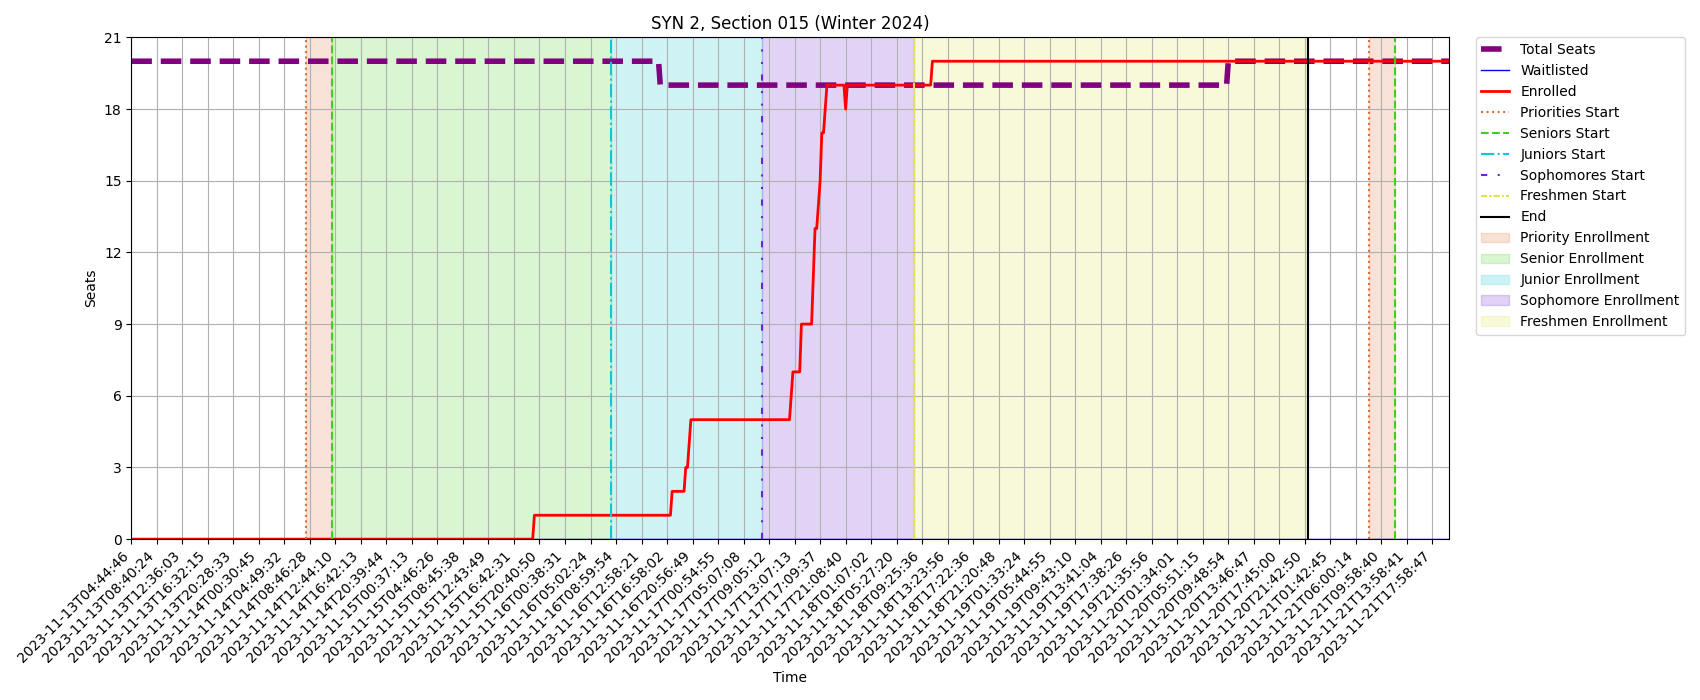 SYN 2, Section 015 (Winter 2024)
21
18
15
12
9
6
3
0
Seats
2023-11-13T04:44:46
2023-11-13T08:40:24
2023-11-13T12:36:03
2023-11-13T16:32:15
2023-11-13T20:28:33
2023-11-14T00:30:45
2023-11-14T04:49:32
2023-11-14T08:46:28
2023-11-14T12:44:10
2023-11-14T16:42:13
2023-11-14T20:39:44
2023-11-15T00:37:13
2023-11-15T04:46:26
2023-11-15T08:45:38
2023-11-15T12:43:49
2023-11-15T16:42:31
2023-11-15T20:40:50
2023-11-16T00:38:31
2023-11-16T05:02:24
2023-11-16T08:59:54
2023-11-16T12:58:21
2023-11-16T16:58:02
2023-11-16T20:56:49
2023-11-17T00:54:55
2023-11-17T05:07:08
2023-11-17T09:05:12
2023-11-17T13:07:13
2023-11-17T17:09:37
2023-11-17T21:08:40
2023-11-18T01:07:02
2023-11-18T05:27:20
2023-11-18T09:25:36
2023-11-18T13:23:56
2023-11-18T17:22:36
2023-11-18T21:20:48
2023-11-19T01:33:24
2023-11-19T05:44:55
2023-11-19T09:43:10
2023-11-19T13:41:04
2023-11-19T17:38:26
2023-11-19T21:35:56
2023-11-20T01:34:01
2023-11-20T05:51:15
2023-11-20T09:48:54
2023-11-20T13:46:47
2023-11-20T17:45:00
2023-11-20T21:42:50
2023-11-21T01:42:45
2023-11-21T06:00:14
2023-11-21T09:58:40
2023-11-21T13:58:41
2023-11-21T17:58:47
Time
Total Seats
Waitlisted
Enrolled
Priorities Start
Seniors Start
Juniors Start
Sophomores Start
Freshmen Start
End
Priority Enrollment
Senior Enrollment
Junior Enrollment
Sophomore Enrollment
Freshmen Enrollment